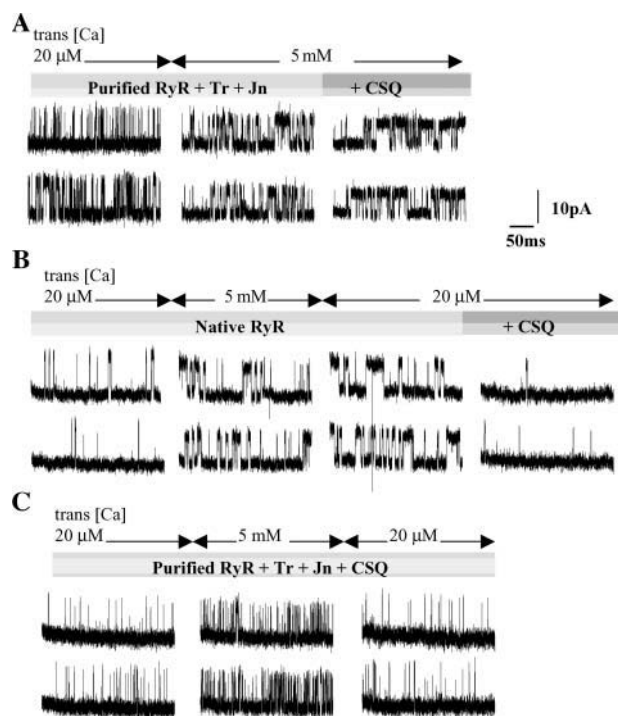 A
trans [Ca]
20 µM 5 mM
Purified RyR + Tr + Jn + CSQ
10pA
50ms
B
trans [Ca]
20 µM 5 mM 20 µM
Native RyR + CSQ
C
trans [Ca]
20 µM 5 mM 20 µM
Purified RyR + Tr + Jn + CSQ